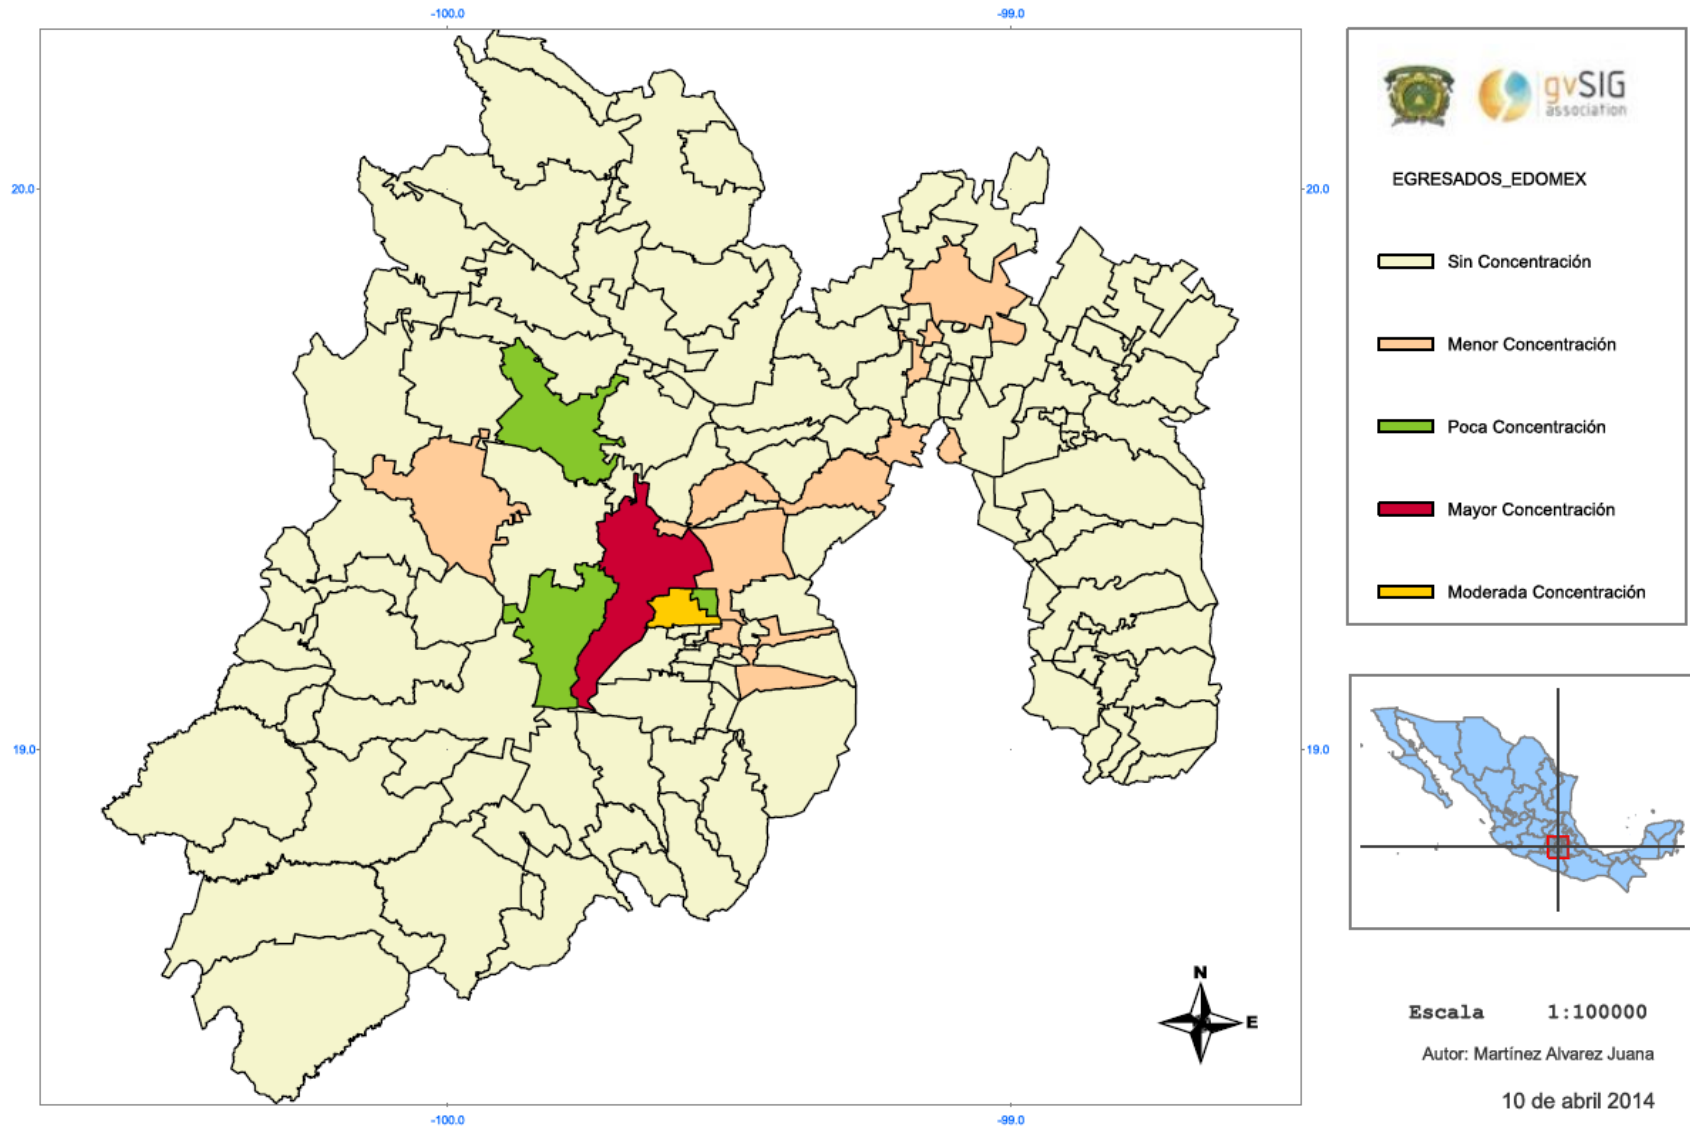 -100.0
-99.0
20.0
20.0
19.0
19.0
-100.0
-99.0
N
E
gvSIG
association
EGRESADOS_EDOMEX
Sin Concentración
Menor Concentración
Poca Concentración
Mayor Concentración
Moderada Concentración
Escala 1:100000
Autor: Martínez Alvarez Juana
10 de abril 2014